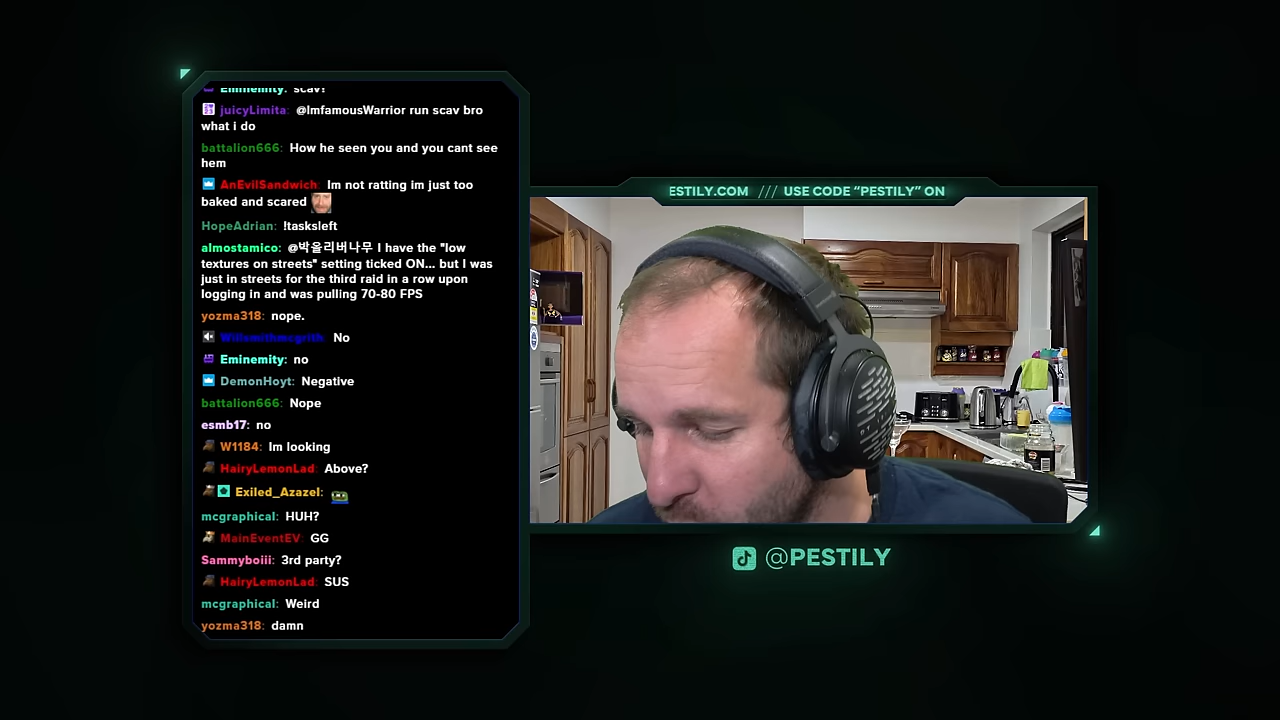 Eminemity: scav?
juicyLimita: @ImfamousWarrior run scav bro
what i do
battalion666: How he seen you and you cant see
hem
AnEvilSandwich: Im not ratting im just too
baked and scared
HopeAdrian: !tasksleft
almostamico: @박올리버나무 I have the "low
textures on streets" setting ticked ON... but I was
just in streets for the third raid in a row upon
logging in and was pulling 70-80 FPS
yozma318: nope.
Willsmithmcgrith: No
Eminemity: no
DemonHoyt: Negative
battalion666: Nope
esmb17: no
W1184: Im looking
HairyLemonLad: Above?
Exiled_Azazel:
mcgraphical: HUH?
MainEventEV: GG
Sammyboiii: 3rd party?
HairyLemonLad: SUS
mcgraphical: Weird
yozma318: damn
ESTILY.COM /// USE CODE "PESTILY" ON
@PESTILY